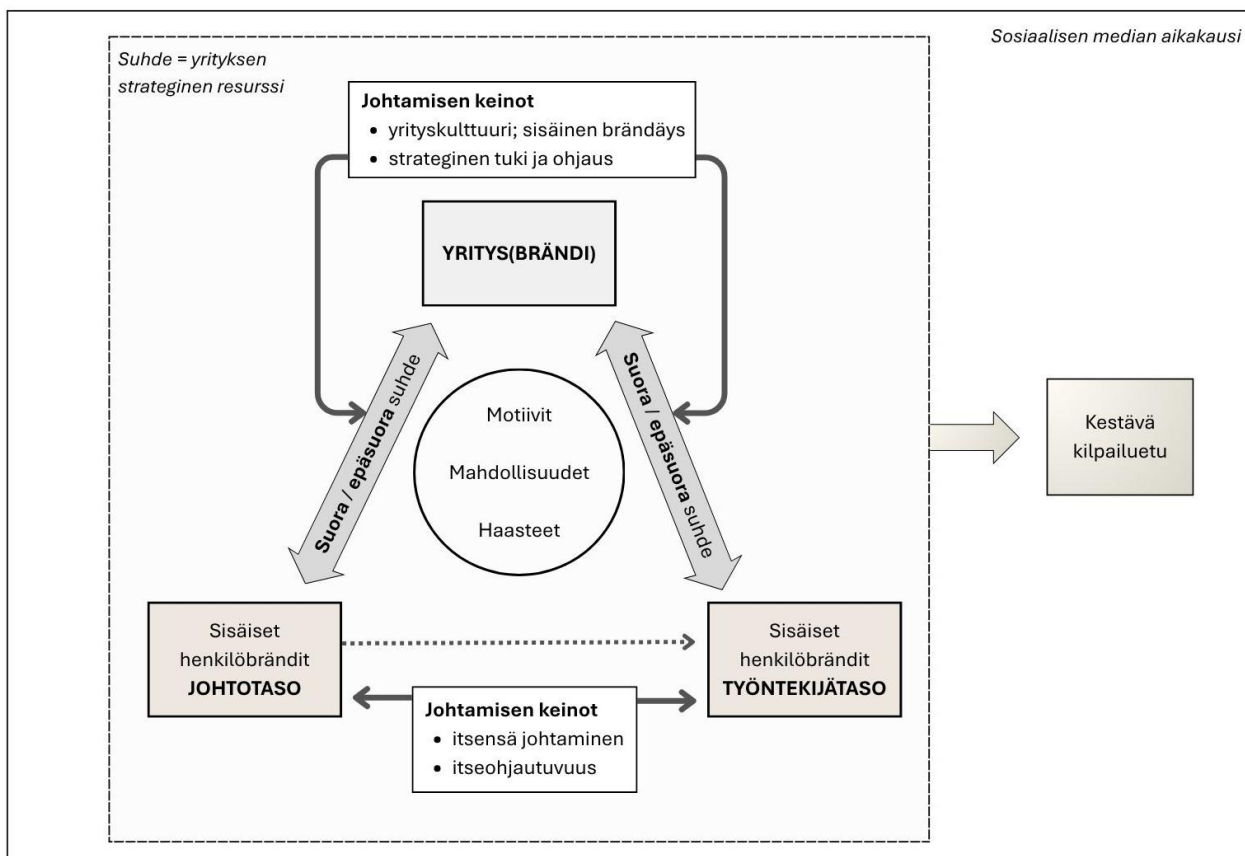 Sosiaalisen median aikakausi
Suhde = yrityksen
strateginen resurssi
Johtamisen keinot
• yrityskulttuuri; sisäinen brändäys
• strateginen tuki ja ohjaus
YRITYS(BRÄNDI)
Suora / epäsuora suhde
Suora / epäsuora suhde
Motiivit
Mahdollisuudet
Haasteet
Kestävä
kilpailuetu
Sisäiset
henkilöbrändit
JOHTOTASO
Sisäiset
henkilöbrändit
TYÖNTEKIJÄTASO
Johtamisen keinot
• itsensä johtaminen
• itseohjautuvuus